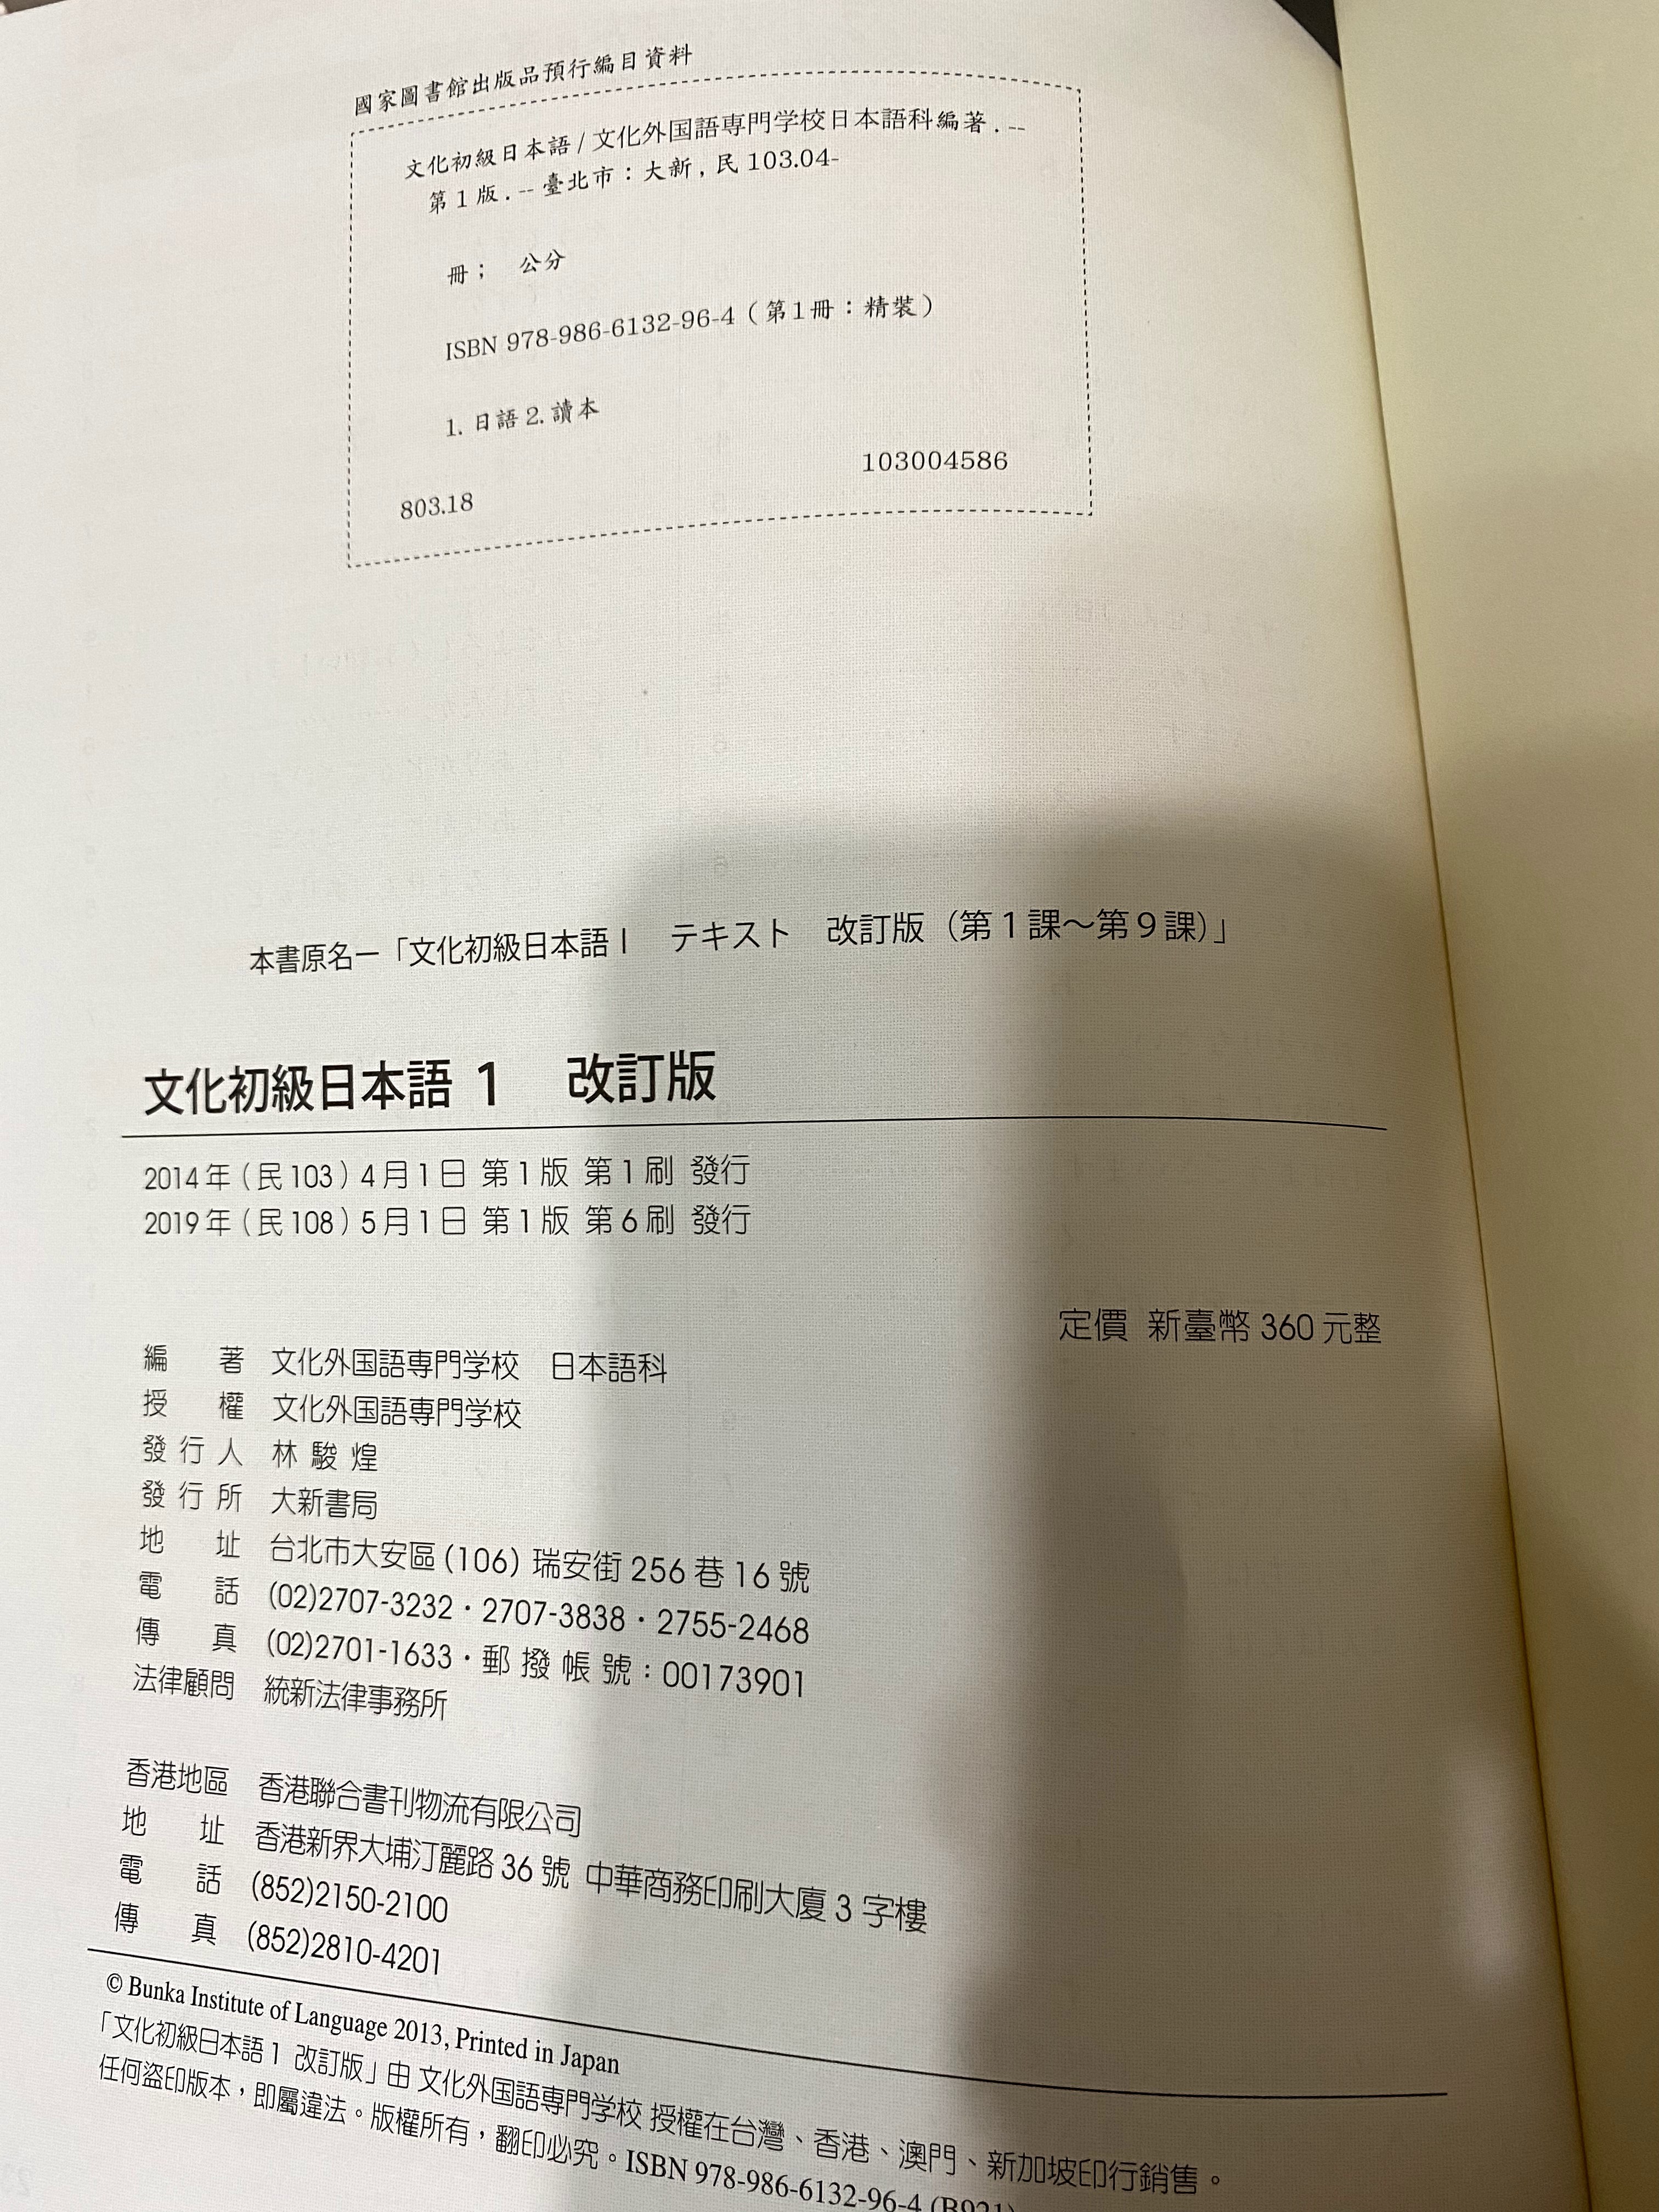 國家圖書館出版品預行編目資料
文化初級日本語 / 文化外国語専門学校日本語科編著 . --
第 1 版 . -- 臺北市：大新 , 民 103.04-
冊； 公分
ISBN 978-986-6132-96-4（第1冊：精裝）
1. 日語 2. 讀本
803.18 103004586
本書原名—「文化初級日本語Ⅰ テキスト 改訂版（第１課～第９課）」
文化初級日本語 1 改訂版
2014 年（民 103）4 月 1 日 第 1 版 第 1 刷 發行
2019 年（民 108）5 月 1 日 第 1 版 第 6 刷 發行
定價 新臺幣 360 元整
編 著 文化外国語専門学校 日本語科
授 權 文化外国語専門学校
發 行 人 林 駿 煌
發 行 所 大新書局
地 址 台北市大安區 (106) 瑞安街 256 巷 16 號
電 話 (02)2707-3232・2707-3838・2755-2468
傳 真 (02)2701-1633・郵 撥 帳 號：00173901
法律顧問 統新法律事務所
香港地區 香港聯合書刊物流有限公司
地 址 香港新界大埔汀麗路 36 號 中華商務印刷大廈 3 字樓
電 話 (852)2150-2100
傳 真 (852)2810-4201
© Bunka Institute of Language 2013, Printed in Japan
「文化初級日本語 1 改訂版」由 文化外国語専門学校 授權在台灣、香港、澳門、新加坡印行銷售。
任何盜印版本，即屬違法。版權所有，翻印必究。ISBN 978-986-6132-96-4 (B921)